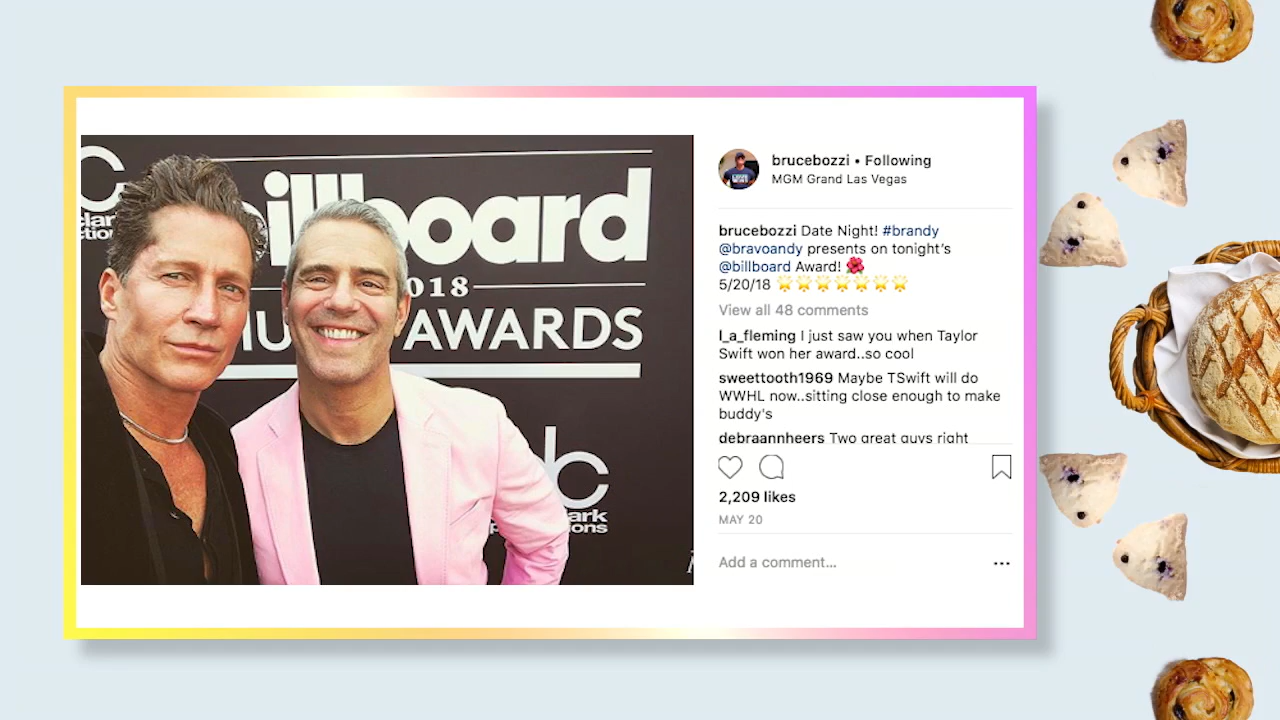 billboard
2018
MUSIC AWARDS
brucebozzi • Following
MGM Grand Las Vegas
brucebozzi Date Night! #brandy
@bravoandy presents on tonight's
@billboard Award! 🌺
5/20/18 🌟🌟🌟🌟🌟🌟🌟
View all 48 comments
l_a_fleming I just saw you when Taylor
Swift won her award..so cool
sweettooth1969 Maybe TSwift will do
WWHL now..sitting close enough to make
buddy's
debraannheers Two great guys right
2,209 likes
MAY 20
Add a comment...